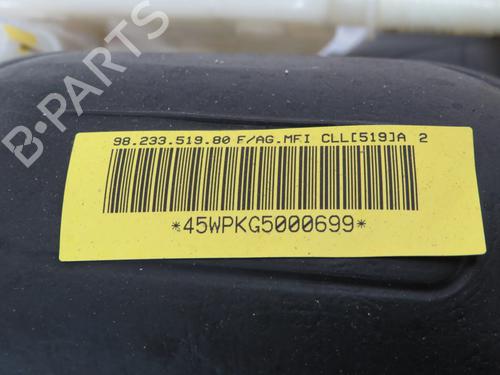 98.233.519.80 F/AG.MFI CLL[519]A 2
*45WPKG5000699*
B-PARTS